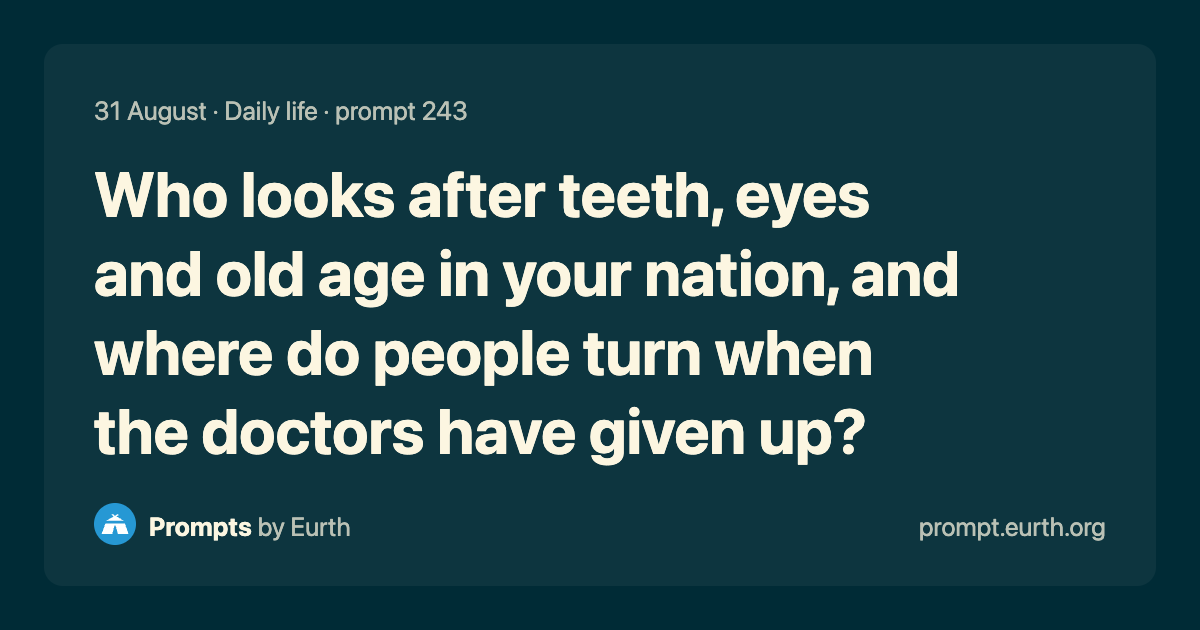 31 August · Daily life · prompt 243
Who looks after teeth, eyes
and old age in your nation, and
where do people turn when
the doctors have given up?
Prompts by Eurth
prompt.eurth.org